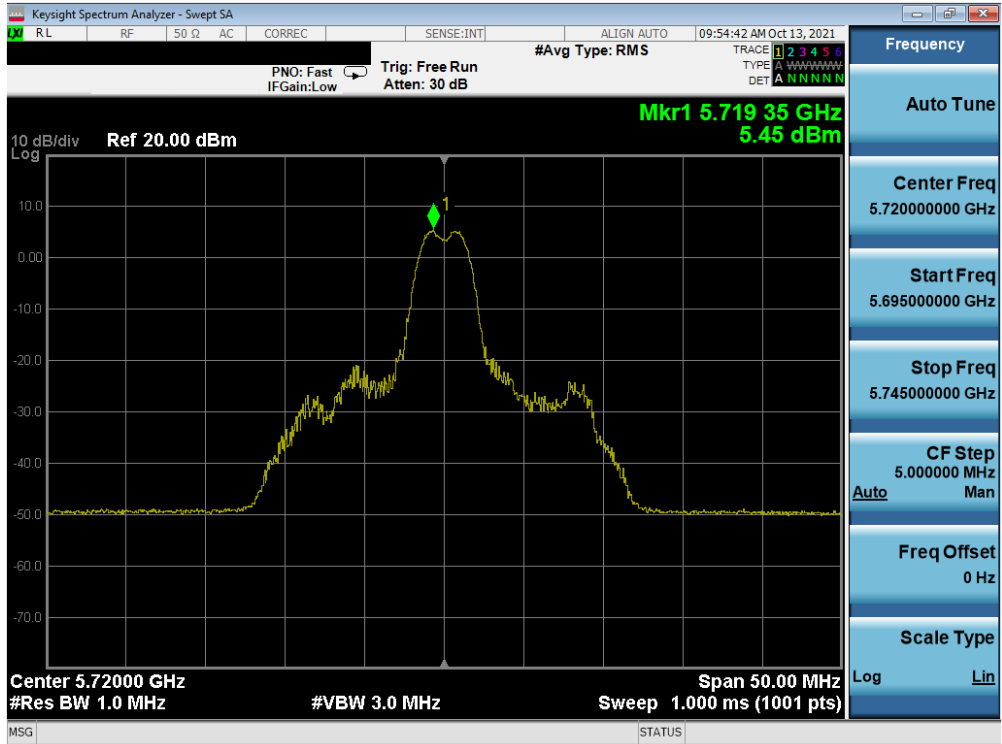 Keysight Spectrum Analyzer - Swept SA
LXI RL RF 50 Ω AC CORREC SENSE:INT ALIGN AUTO 09:54:42 AM Oct 13, 2021
#Avg Type: RMS
TRACE 1 2 3 4 5 6
PNO: Fast Trig: Free Run
TYPE A WWWWW
IFGain:Low Atten: 30 dB
DET A N N N N N
Mkr1 5.719 35 GHz
5.45 dBm
10 dB/div Ref 20.00 dBm
Log
1
10.0
0.00
-10.0
-20.0
-30.0
-40.0
-50.0
-60.0
-70.0
Center 5.72000 GHz Span 50.00 MHz
#Res BW 1.0 MHz #VBW 3.0 MHz Sweep 1.000 ms (1001 pts)
MSG STATUS
Frequency
Auto Tune
Center Freq
5.720000000 GHz
Start Freq
5.695000000 GHz
Stop Freq
5.745000000 GHz
CF Step
5.000000 MHz
Auto Man
Freq Offset
0 Hz
Scale Type
Log Lin